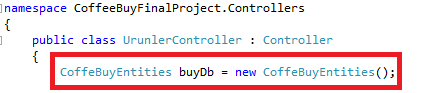 namespace CoffeeBuyFinalProject.Controllers
{
public class UrunlerController : Controller
{
CoffeBuyEntities buyDb = new CoffeBuyEntities();